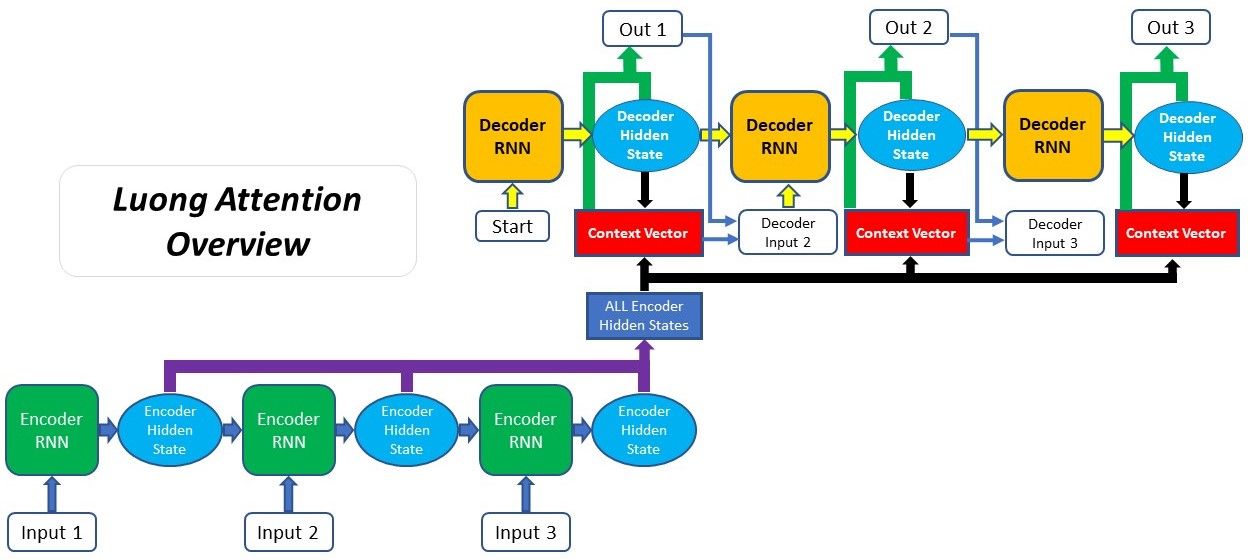 Out 1
Out 2
Out 3
Decoder
RNN
Decoder
Hidden
State
Decoder
RNN
Decoder
Hidden
State
Decoder
RNN
Decoder
Hidden
State
Luong Attention
Overview
Start
Context Vector
Decoder
Input 2
Context Vector
Decoder
Input 3
Context Vector
ALL Encoder
Hidden States
Encoder
RNN
Encoder
Hidden
State
Encoder
RNN
Encoder
Hidden
State
Encoder
RNN
Encoder
Hidden
State
Input 1
Input 2
Input 3